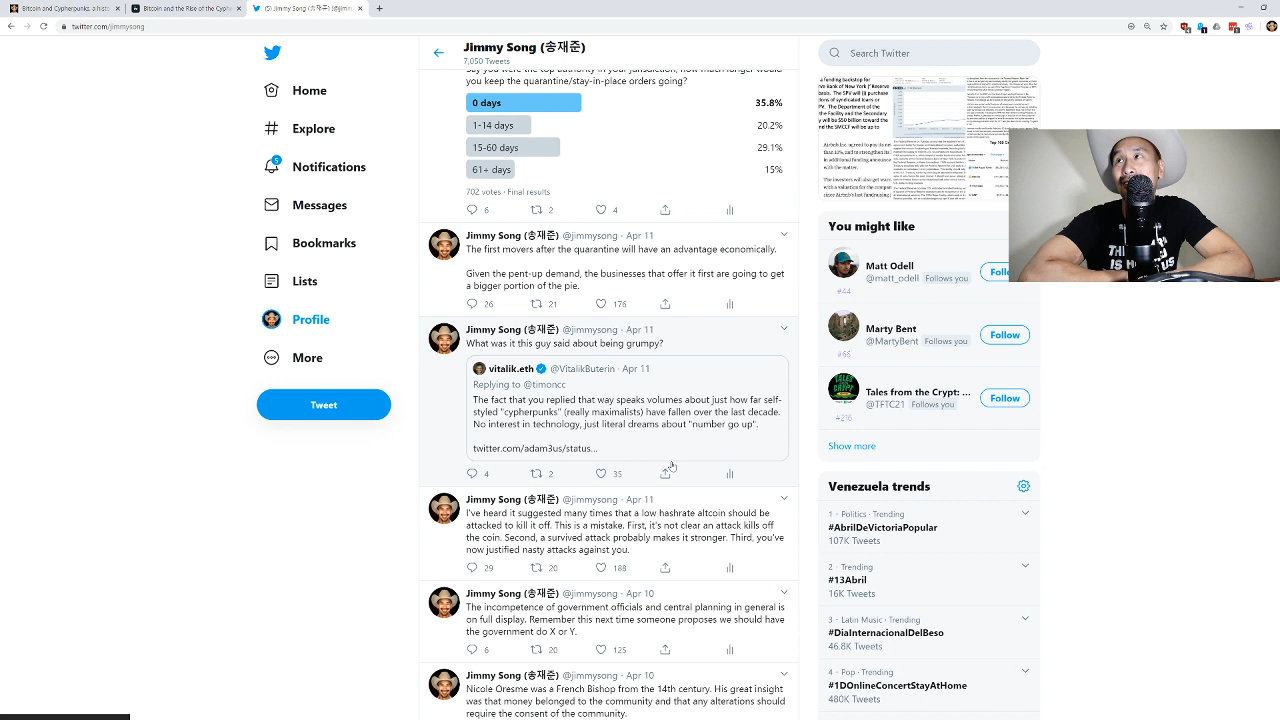 Bitcoin and Cypherpunks, a histo
Bitcoin and the Rise of the Cyphe
(5) Jimmy Song (송재준) (@jimmys
twitter.com/jimmysong
Jimmy Song (송재준)
7,050 Tweets
Search Twitter
Home
Explore
5
Notifications
Messages
Bookmarks
Lists
Profile
More
Tweet
you keep the quarantine/stay-in-place orders going?
0 days
1-14 days 20.2%
15-60 days 29.1%
61+ days 15%
702 votes · Final results
6 2 4
Jimmy Song (송재준) @jimmysong · Apr 11
The first movers after the quarantine will have an advantage economically.
Given the pent-up demand, the businesses that offer it first are going to get
a bigger portion of the pie.
26 21 176
Jimmy Song (송재준) @jimmysong · Apr 11
What was it this guy said about being grumpy?
vitalik.eth @VitalikButerin · Apr 11
Replying to @timoncc
The fact that you replied that way speaks volumes about just how far self-
styled "cypherpunks" (really maximalists) have fallen over the last decade.
No interest in technology, just literal dreams about "number go up".
twitter.com/adam3us/status...
4 2 35
Jimmy Song (송재준) @jimmysong · Apr 11
I've heard it suggested many times that a low hashrate altcoin should be
attacked to kill it off. This is a mistake. First, it's not clear an attack kills off
the coin. Second, a survived attack probably makes it stronger. Third, you've
now justified nasty attacks against you.
29 20 188
Jimmy Song (송재준) @jimmysong · Apr 10
The incompetence of government officials and central planning in general is
on full display. Remember this next time someone proposes we should have
the government do X or Y.
6 20 125
Jimmy Song (송재준) @jimmysong · Apr 10
Nicole Oresme was a French Bishop from the 14th century. His great insight
was that money belonged to the community and that any alterations should
require the consent of the community.
You might like
Matt Odell
@matt_odell Follows you
#44
Foll
Marty Bent
@MartyBent Follows you
#66
Follow
Tales from the Crypt: ...
@TFTC21 Follows you
#216
Follow
Show more
Venezuela trends
1 · Politics · Trending
#AbrilDeVictoriaPopular
107K Tweets
2 · Trending
#13Abril
16K Tweets
3 · Latin Music · Trending
#DiaInternacionalDelBeso
46.8K Tweets
4 · Pop · Trending
#1DOnlineConcertStayAtHome
480K Tweets